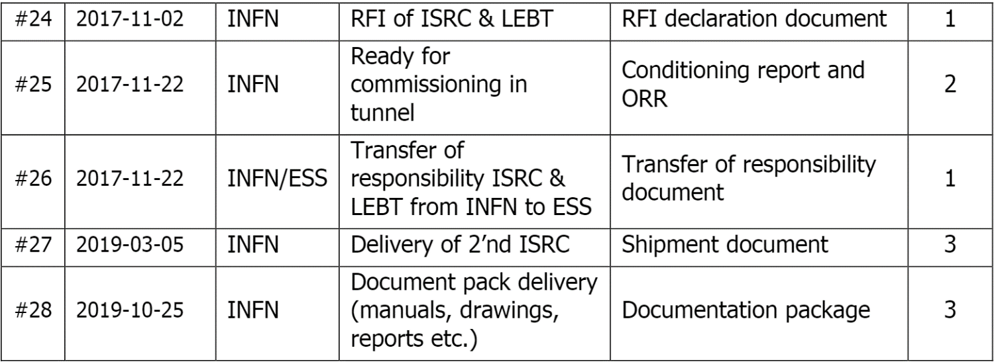 #24 2017-11-02 INFN RFI of ISRC & LEBT RFI declaration document 1
#25 2017-11-22 INFN Ready for
commissioning in
tunnel Conditioning report and
ORR 2
#26 2017-11-22 INFN/ESS Transfer of
responsibility ISRC &
LEBT from INFN to ESS Transfer of responsibility
document 1
#27 2019-03-05 INFN Delivery of 2’nd ISRC Shipment document 3
#28 2019-10-25 INFN Document pack delivery
(manuals, drawings,
reports etc.) Documentation package 3